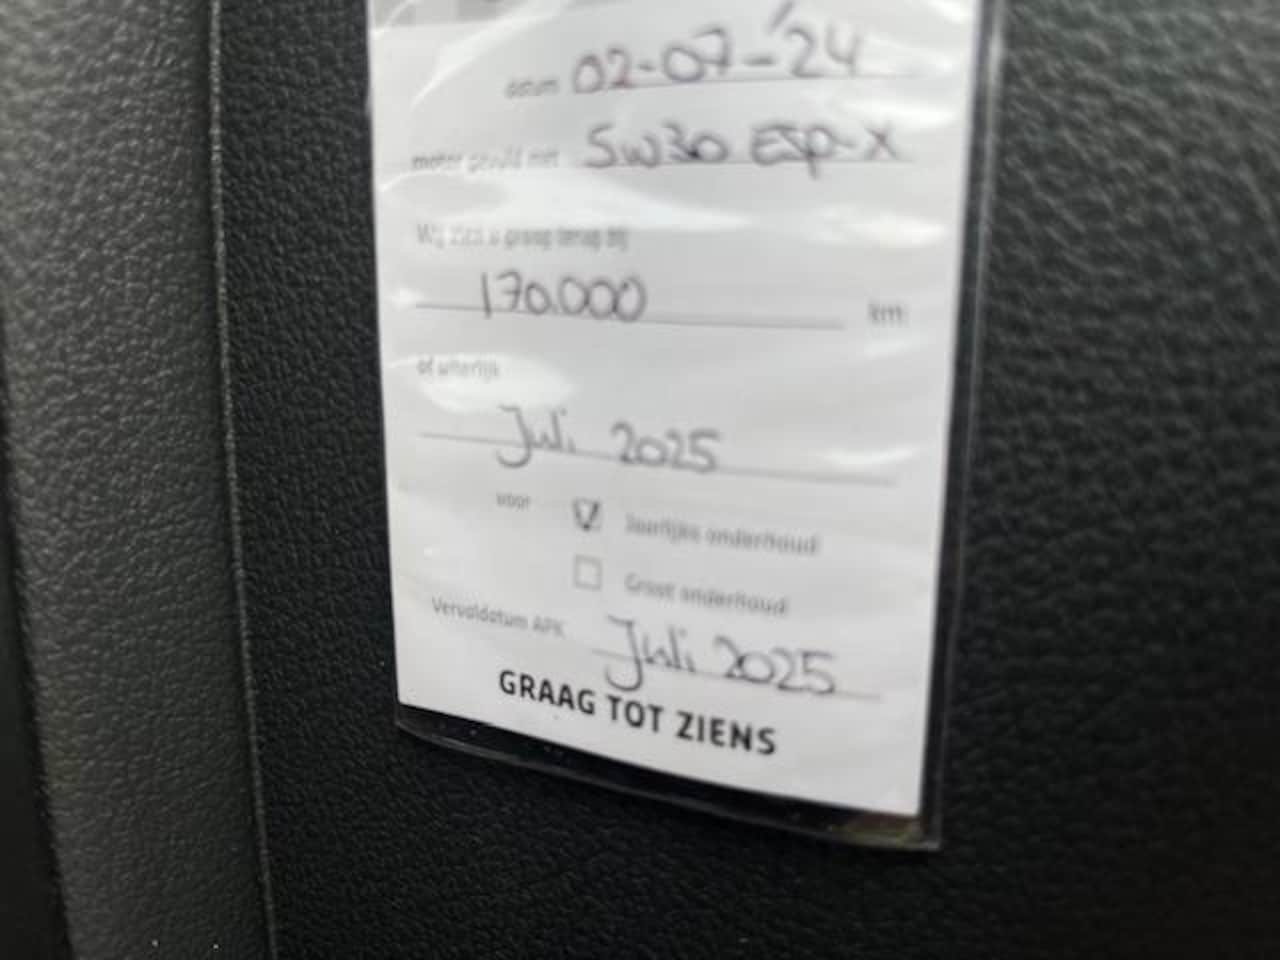 datum 02-07-'24
motor gevuld met 5W30 ESP-X
Wij zien u graag terug bij
170.000 km
of uiterlijk
Juli 2025
voor ☑ Jaarlijks onderhoud
☐ Groot onderhoud
Vervaldatum APK Juli 2025
GRAAG TOT ZIENS